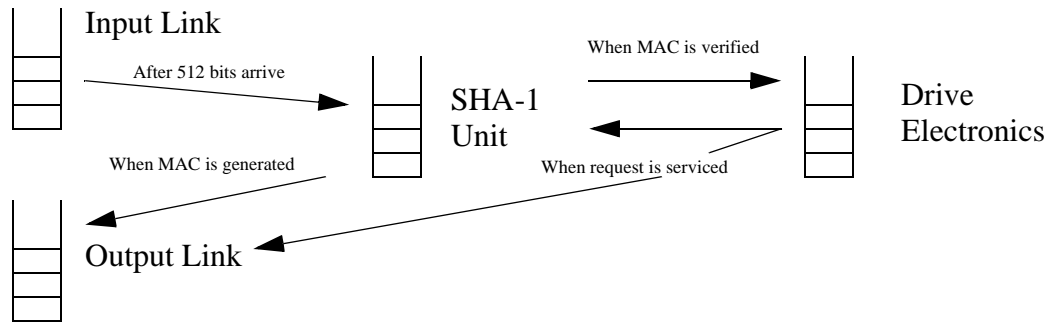 Input Link
When MAC is verified
After 512 bits arrive
SHA-1
Unit
Drive
Electronics
When MAC is generated
When request is serviced
Output Link